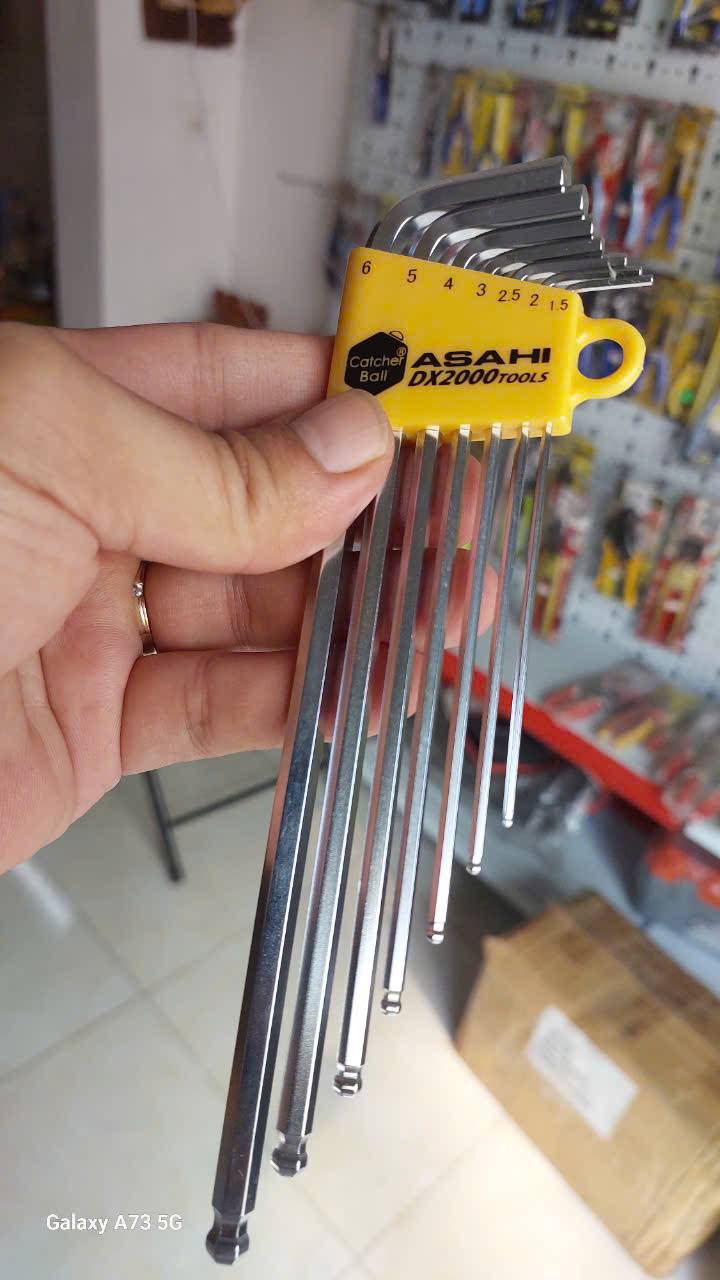 6 5 4 3 2.5 2 1.5
Catcher®
Ball
ASAHI
DX2000TOOLS
Galaxy A73 5G